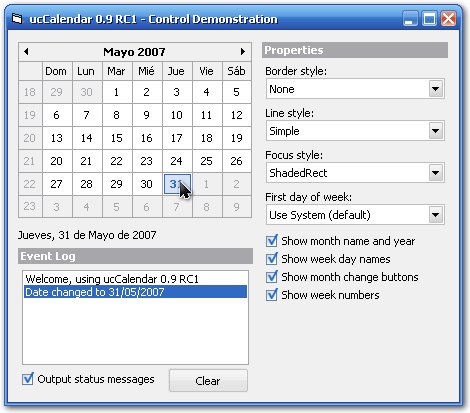 ucCalendar 0.9 RC1 - Control Demonstration
Mayo 2007
Dom Lun Mar Mié Jue Vie Sáb
18 29 30 1 2 3 4 5
19 6 7 8 9 10 11 12
20 13 14 15 16 17 18 19
21 20 21 22 23 24 25 26
22 27 28 29 30 31 1 2
23 3 4 5 6 7 8 9
Jueves, 31 de Mayo de 2007
Event Log
Welcome, using ucCalendar 0.9 RC1
Date changed to 31/05/2007
Output status messages
Clear
Properties
Border style:
None
Line style:
Simple
Focus style:
ShadedRect
First day of week:
Use System (default)
Show month name and year
Show week day names
Show month change buttons
Show week numbers